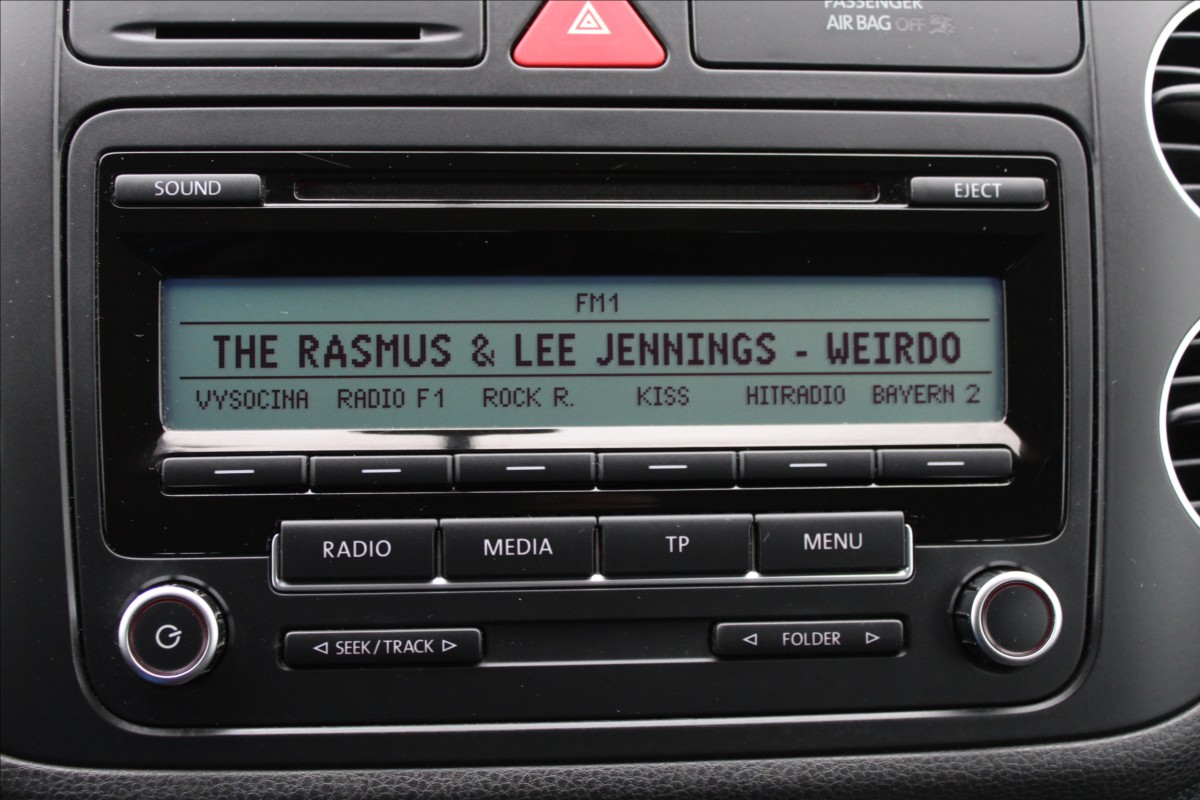 PASSENGER
AIR BAG OFF
SOUND
EJECT
FM1
THE RASMUS & LEE JENNINGS - WEIRDO
VYSOCINA RADIO F1 ROCK R. KISS HITRADIO BAYERN 2
RADIO MEDIA TP MENU
SEEK/TRACK FOLDER